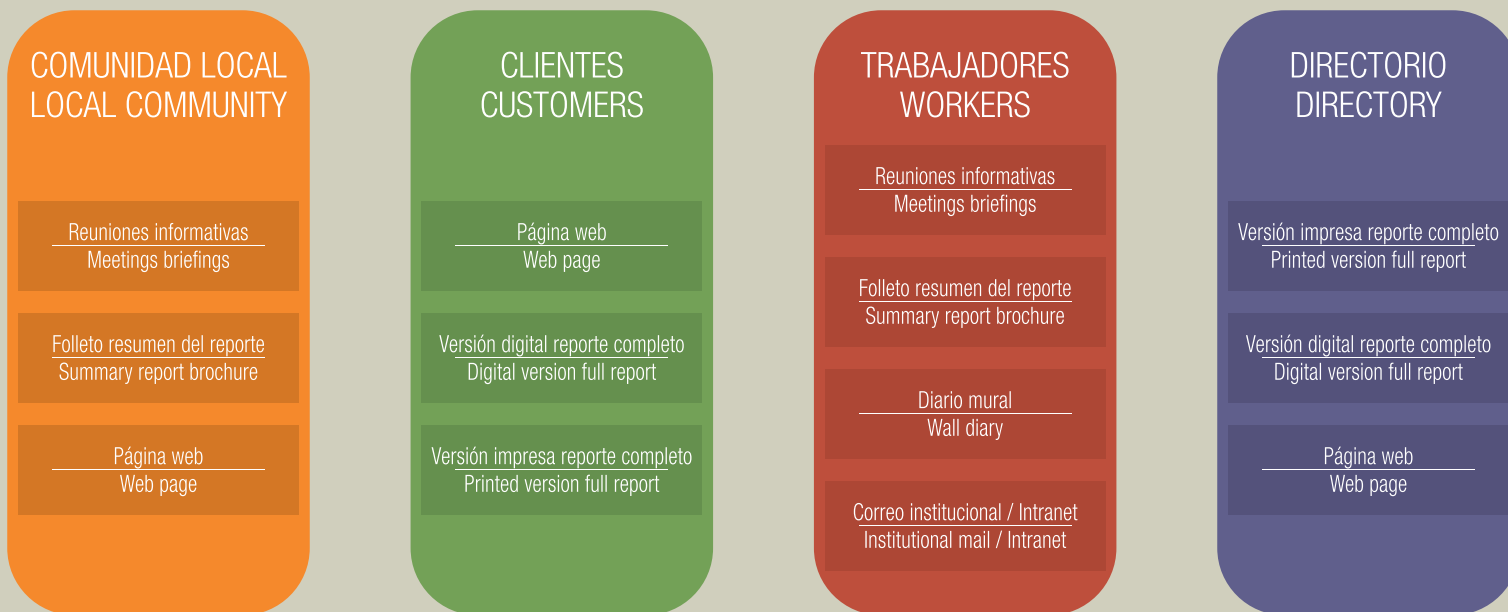 COMUNIDAD LOCAL
LOCAL COMMUNITY
Reuniones informativas
Meetings briefings
Folleto resumen del reporte
Summary report brochure
Página web
Web page
CLIENTES
CUSTOMERS
Página web
Web page
Versión digital reporte completo
Digital version full report
Versión impresa reporte completo
Printed version full report
TRABAJADORES
WORKERS
Reuniones informativas
Meetings briefings
Folleto resumen del reporte
Summary report brochure
Diario mural
Wall diary
Correo institucional / Intranet
Institutional mail / Intranet
DIRECTORIO
DIRECTORY
Versión impresa reporte completo
Printed version full report
Versión digital reporte completo
Digital version full report
Página web
Web page